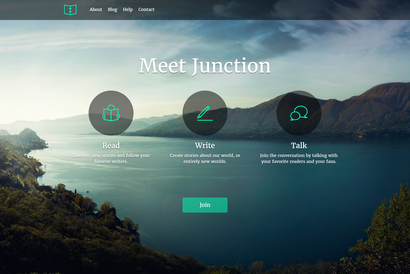 About Blog Help Contact
Meet Junction
Read
Write
Talk
new stories and follow your
favorite writers.
Create stories about our world, or
entirely new worlds.
Join the conversation by talking with
your favorite readers and your fans.
Join